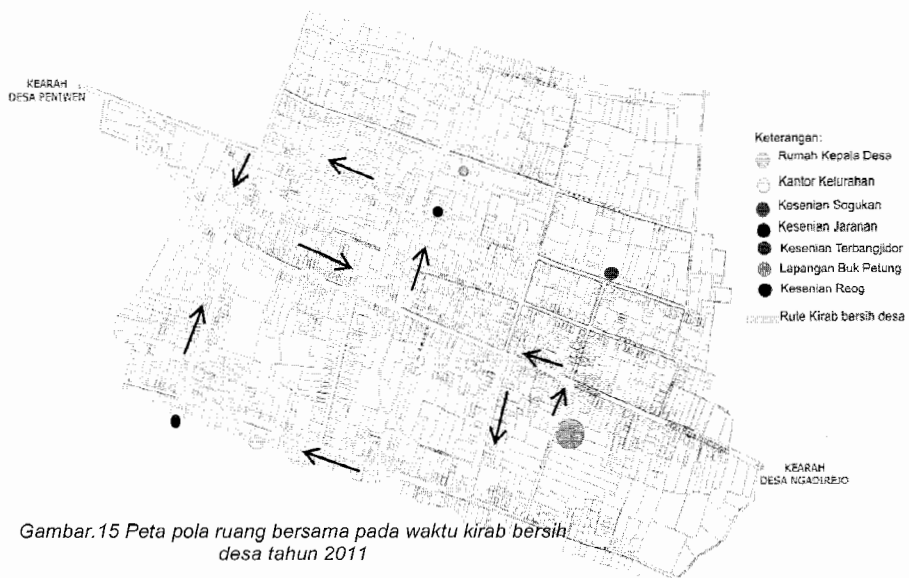 KEARAH
DESA PENTWEN
Keterangan:
Rumah Kepala Desa
Kantor Kelurahan
Kesenian Sogukan
Kesenian Jaranan
Kesenian Terbangjidor
Lapangan Buk Petung
Kesenian Reog
Rute Kirab bersih desa
KEARAH
DESA NGADIREJO
Gambar.15 Peta pola ruang bersama pada waktu kirab bersih
desa tahun 2011